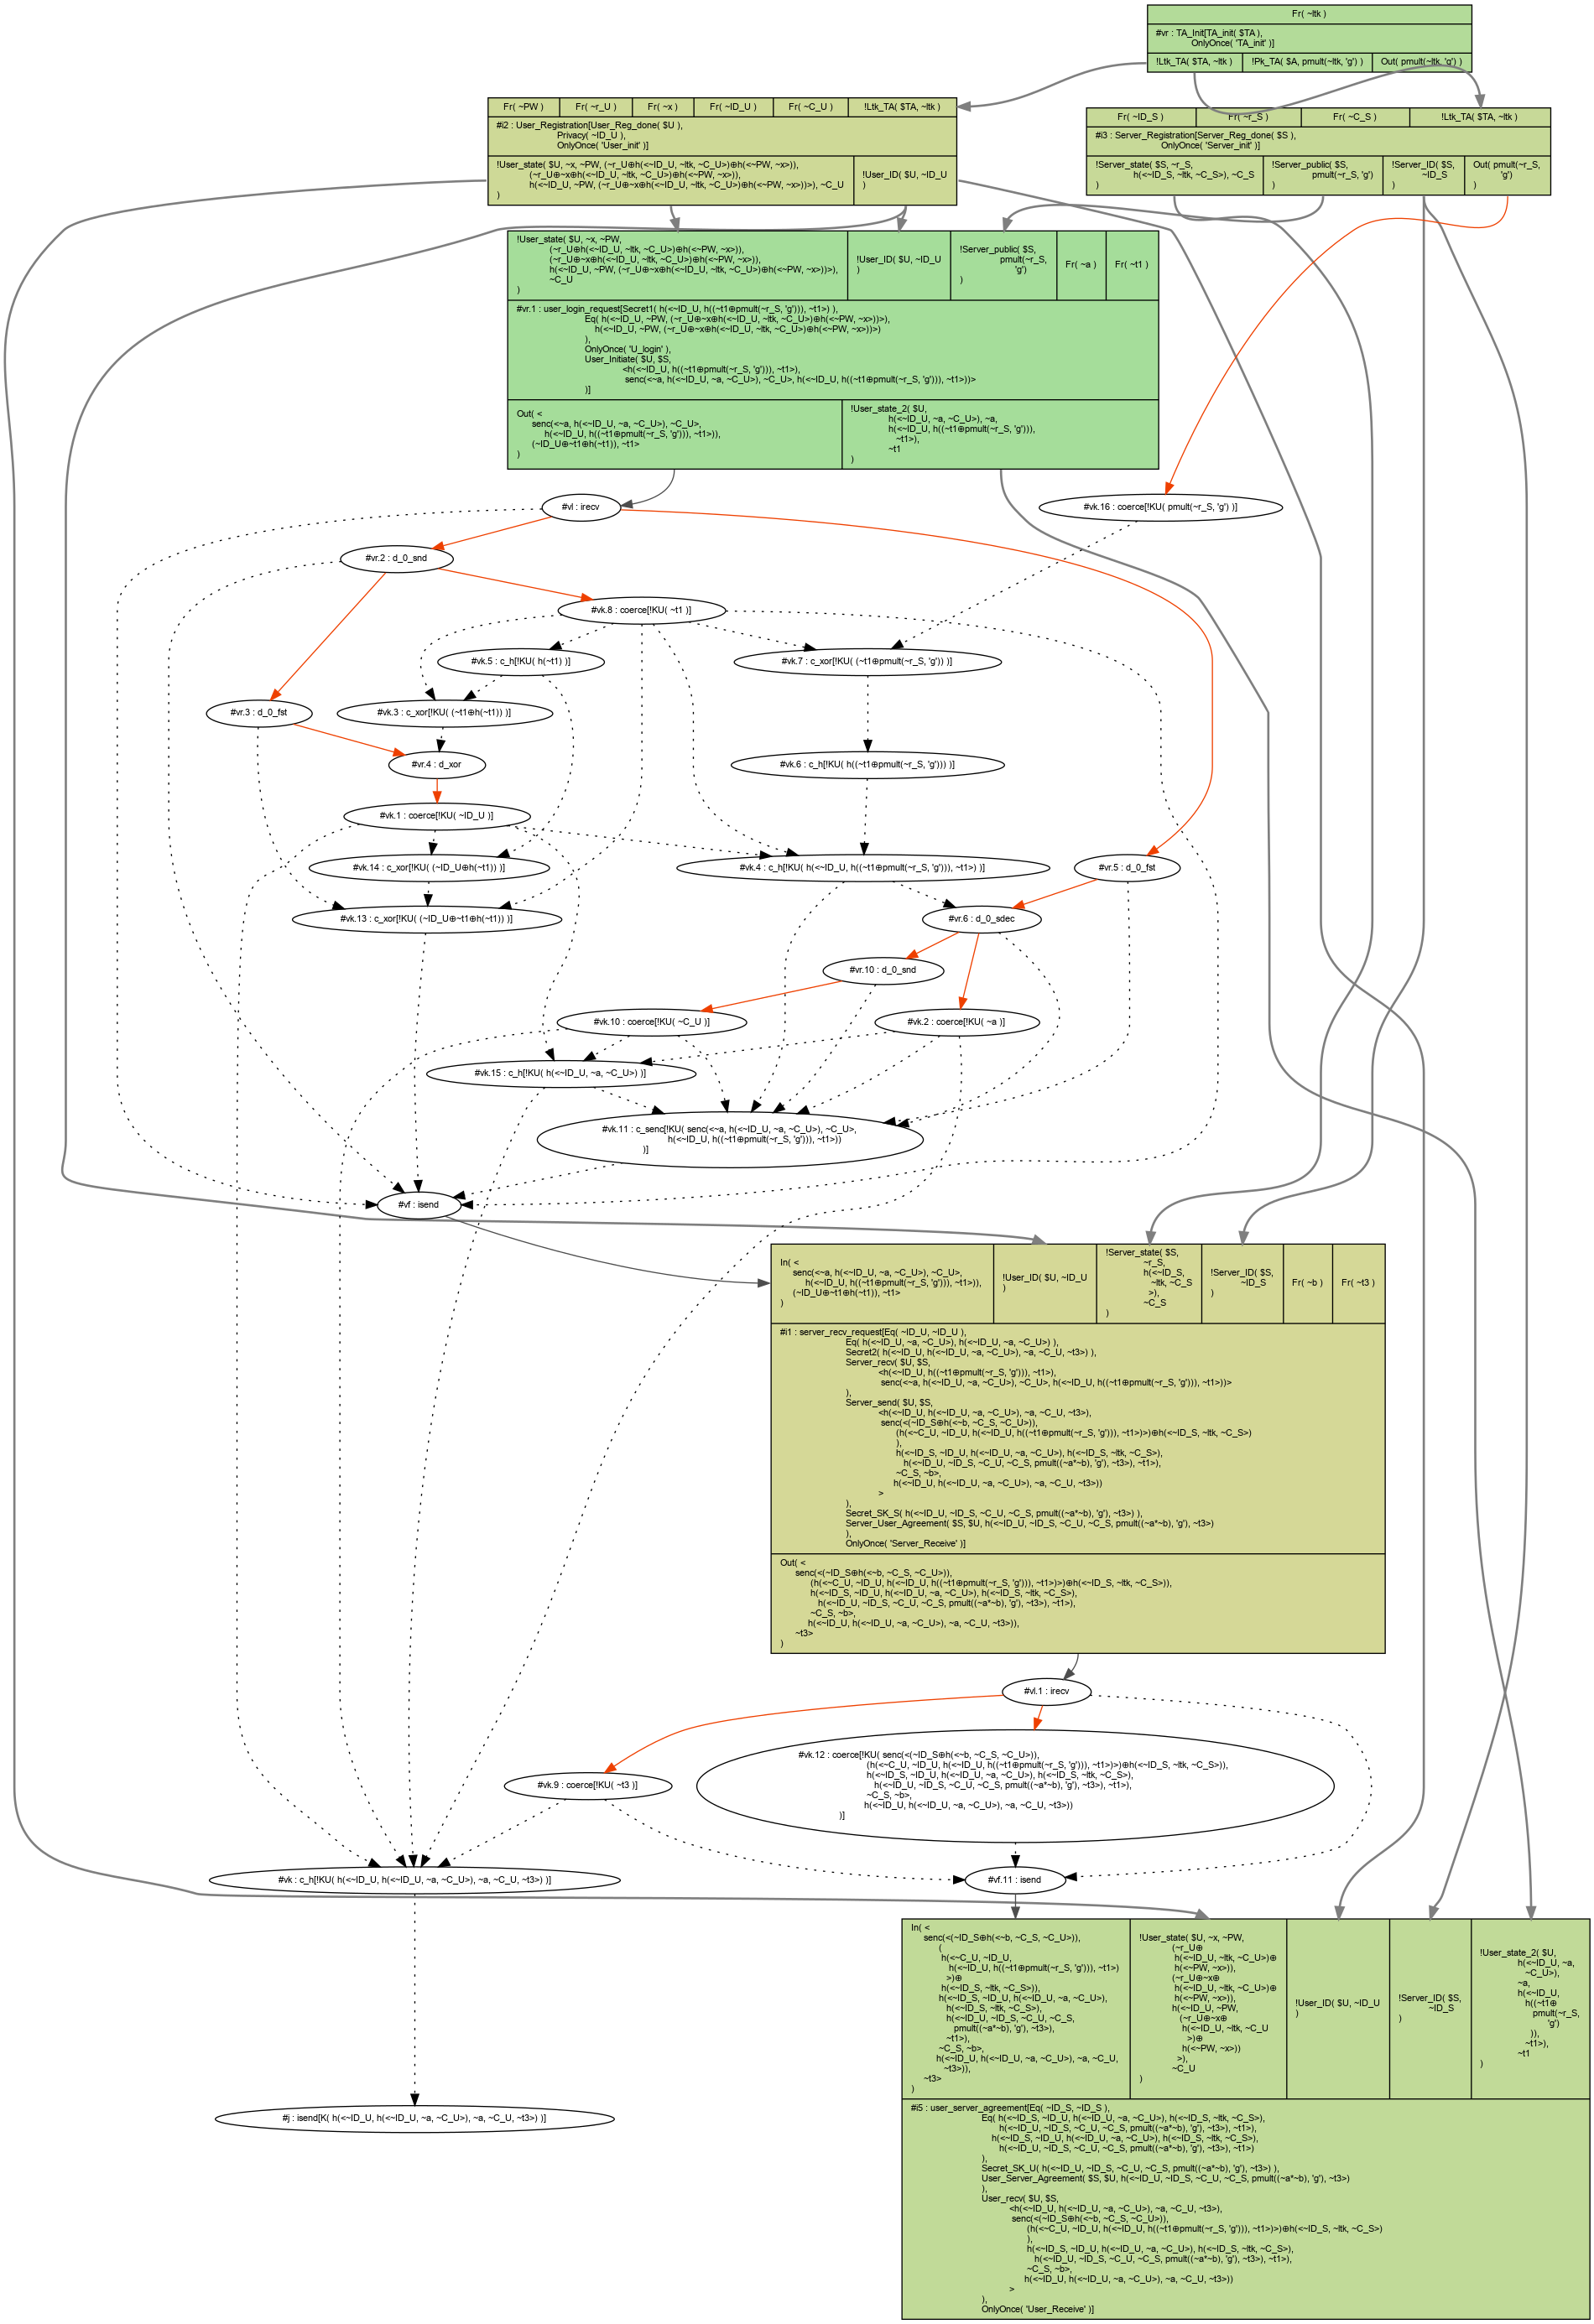 Fr( ~ltk )
#vr : TA_Init[TA_init( $TA ),
OnlyOnce( 'TA_init' )]
!Ltk_TA( $TA, ~ltk )
!Pk_TA( $A, pmult(~ltk, 'g') )
Out( pmult(~ltk, 'g') )
Fr( ~PW )
Fr( ~r_U )
Fr( ~x )
Fr( ~ID_U )
Fr( ~C_U )
!Ltk_TA( $TA, ~ltk )
#i2 : User_Registration[User_Reg_done( $U ),
Privacy( ~ID_U ),
OnlyOnce( 'User_init' )]
!User_state( $U, ~x, ~PW, (~r_U⊕h(<~ID_U, ~ltk, ~C_U>)⊕h(<~PW, ~x>)),
(~r_U⊕~x⊕h(<~ID_U, ~ltk, ~C_U>)⊕h(<~PW, ~x>)),
h(<~ID_U, ~PW, (~r_U⊕~x⊕h(<~ID_U, ~ltk, ~C_U>)⊕h(<~PW, ~x>))>), ~C_U
)
!User_ID( $U, ~ID_U
)
Fr( ~ID_S )
Fr( ~r_S )
Fr( ~C_S )
!Ltk_TA( $TA, ~ltk )
#i3 : Server_Registration[Server_Reg_done( $S ),
OnlyOnce( 'Server_init' )]
!Server_state( $S, ~r_S,
h(<~ID_S, ~ltk, ~C_S>), ~C_S
)
!Server_public( $S,
pmult(~r_S, 'g')
)
!Server_ID( $S,
~ID_S
)
Out( pmult(~r_S,
'g')
)
!User_state( $U, ~x, ~PW,
(~r_U⊕h(<~ID_U, ~ltk, ~C_U>)⊕h(<~PW, ~x>)),
(~r_U⊕~x⊕h(<~ID_U, ~ltk, ~C_U>)⊕h(<~PW, ~x>)),
h(<~ID_U, ~PW, (~r_U⊕~x⊕h(<~ID_U, ~ltk, ~C_U>)⊕h(<~PW, ~x>))>),
~C_U
)
!User_ID( $U, ~ID_U
)
!Server_public( $S,
pmult(~r_S,
'g')
)
Fr( ~a )
Fr( ~t1 )
#vr.1 : user_login_request[Secret1( h(<~ID_U, h((~t1⊕pmult(~r_S, 'g'))), ~t1>) ),
Eq( h(<~ID_U, ~PW, (~r_U⊕~x⊕h(<~ID_U, ~ltk, ~C_U>)⊕h(<~PW, ~x>))>),
h(<~ID_U, ~PW, (~r_U⊕~x⊕h(<~ID_U, ~ltk, ~C_U>)⊕h(<~PW, ~x>))>)
),
OnlyOnce( 'U_login' ),
User_Initiate( $U, $S,
<h(<~ID_U, h((~t1⊕pmult(~r_S, 'g'))), ~t1>),
senc(<~a, h(<~ID_U, ~a, ~C_U>), ~C_U>, h(<~ID_U, h((~t1⊕pmult(~r_S, 'g'))), ~t1>))>
)]
Out( <
senc(<~a, h(<~ID_U, ~a, ~C_U>), ~C_U>,
h(<~ID_U, h((~t1⊕pmult(~r_S, 'g'))), ~t1>)),
(~ID_U⊕~t1⊕h(~t1)), ~t1>
)
!User_state_2( $U,
h(<~ID_U, ~a, ~C_U>), ~a,
h(<~ID_U, h((~t1⊕pmult(~r_S, 'g'))),
~t1>),
~t1
)
#vl : irecv
#vk.16 : coerce[!KU( pmult(~r_S, 'g') )]
#vr.2 : d_0_snd
#vk.8 : coerce[!KU( ~t1 )]
#vk.5 : c_h[!KU( h(~t1) )]
#vk.7 : c_xor[!KU( (~t1⊕pmult(~r_S, 'g')) )]
#vr.3 : d_0_fst
#vk.3 : c_xor[!KU( (~t1⊕h(~t1)) )]
#vr.4 : d_xor
#vk.6 : c_h[!KU( h((~t1⊕pmult(~r_S, 'g'))) )]
#vk.1 : coerce[!KU( ~ID_U )]
#vk.14 : c_xor[!KU( (~ID_U⊕h(~t1)) )]
#vk.4 : c_h[!KU( h(<~ID_U, h((~t1⊕pmult(~r_S, 'g'))), ~t1>) )]
#vr.5 : d_0_fst
#vk.13 : c_xor[!KU( (~ID_U⊕~t1⊕h(~t1)) )]
#vr.6 : d_0_sdec
#vr.10 : d_0_snd
#vk.10 : coerce[!KU( ~C_U )]
#vk.2 : coerce[!KU( ~a )]
#vk.15 : c_h[!KU( h(<~ID_U, ~a, ~C_U>) )]
#vk.11 : c_senc[!KU( senc(<~a, h(<~ID_U, ~a, ~C_U>), ~C_U>,
h(<~ID_U, h((~t1⊕pmult(~r_S, 'g'))), ~t1>))
)]
#vf : isend
In( <
senc(<~a, h(<~ID_U, ~a, ~C_U>), ~C_U>,
h(<~ID_U, h((~t1⊕pmult(~r_S, 'g'))), ~t1>)),
(~ID_U⊕~t1⊕h(~t1)), ~t1>
)
!User_ID( $U, ~ID_U
)
!Server_state( $S,
~r_S,
h(<~ID_S,
~ltk, ~C_S
>),
~C_S
)
!Server_ID( $S,
~ID_S
)
Fr( ~b )
Fr( ~t3 )
#i1 : server_recv_request[Eq( ~ID_U, ~ID_U ),
Eq( h(<~ID_U, ~a, ~C_U>), h(<~ID_U, ~a, ~C_U>) ),
Secret2( h(<~ID_U, h(<~ID_U, ~a, ~C_U>), ~a, ~C_U, ~t3>) ),
Server_recv( $U, $S,
<h(<~ID_U, h((~t1⊕pmult(~r_S, 'g'))), ~t1>),
senc(<~a, h(<~ID_U, ~a, ~C_U>), ~C_U>, h(<~ID_U, h((~t1⊕pmult(~r_S, 'g'))), ~t1>))>
),
Server_send( $U, $S,
<h(<~ID_U, h(<~ID_U, ~a, ~C_U>), ~a, ~C_U, ~t3>),
senc(<(~ID_S⊕h(<~b, ~C_S, ~C_U>)),
(h(<~C_U, ~ID_U, h(<~ID_U, h((~t1⊕pmult(~r_S, 'g'))), ~t1>)>)⊕h(<~ID_S, ~ltk, ~C_S>)
),
h(<~ID_S, ~ID_U, h(<~ID_U, ~a, ~C_U>), h(<~ID_S, ~ltk, ~C_S>),
h(<~ID_U, ~ID_S, ~C_U, ~C_S, pmult((~a*~b), 'g'), ~t3>), ~t1>),
~C_S, ~b>,
h(<~ID_U, h(<~ID_U, ~a, ~C_U>), ~a, ~C_U, ~t3>))
>
),
Secret_SK_S( h(<~ID_U, ~ID_S, ~C_U, ~C_S, pmult((~a*~b), 'g'), ~t3>) ),
Server_User_Agreement( $S, $U, h(<~ID_U, ~ID_S, ~C_U, ~C_S, pmult((~a*~b), 'g'), ~t3>)
),
OnlyOnce( 'Server_Receive' )]
Out( <
senc(<(~ID_S⊕h(<~b, ~C_S, ~C_U>)),
(h(<~C_U, ~ID_U, h(<~ID_U, h((~t1⊕pmult(~r_S, 'g'))), ~t1>)>)⊕h(<~ID_S, ~ltk, ~C_S>)),
h(<~ID_S, ~ID_U, h(<~ID_U, ~a, ~C_U>), h(<~ID_S, ~ltk, ~C_S>),
h(<~ID_U, ~ID_S, ~C_U, ~C_S, pmult((~a*~b), 'g'), ~t3>), ~t1>),
~C_S, ~b>,
h(<~ID_U, h(<~ID_U, ~a, ~C_U>), ~a, ~C_U, ~t3>)),
~t3>
)
#vl.1 : irecv
#vk.9 : coerce[!KU( ~t3 )]
#vk.12 : coerce[!KU( senc(<(~ID_S⊕h(<~b, ~C_S, ~C_U>)),
(h(<~C_U, ~ID_U, h(<~ID_U, h((~t1⊕pmult(~r_S, 'g'))), ~t1>)>)⊕h(<~ID_S, ~ltk, ~C_S>)),
h(<~ID_S, ~ID_U, h(<~ID_U, ~a, ~C_U>), h(<~ID_S, ~ltk, ~C_S>),
h(<~ID_U, ~ID_S, ~C_U, ~C_S, pmult((~a*~b), 'g'), ~t3>), ~t1>),
~C_S, ~b>,
h(<~ID_U, h(<~ID_U, ~a, ~C_U>), ~a, ~C_U, ~t3>))
)]
#vk : c_h[!KU( h(<~ID_U, h(<~ID_U, ~a, ~C_U>), ~a, ~C_U, ~t3>) )]
#vf.11 : isend
In( <
senc(<(~ID_S⊕h(<~b, ~C_S, ~C_U>)),
(
h(<~C_U, ~ID_U,
h(<~ID_U, h((~t1⊕pmult(~r_S, 'g'))), ~t1>)
>)⊕
h(<~ID_S, ~ltk, ~C_S>)),
h(<~ID_S, ~ID_U, h(<~ID_U, ~a, ~C_U>),
h(<~ID_S, ~ltk, ~C_S>),
h(<~ID_U, ~ID_S, ~C_U, ~C_S,
pmult((~a*~b), 'g'), ~t3>),
~t1>),
~C_S, ~b>,
h(<~ID_U, h(<~ID_U, ~a, ~C_U>), ~a, ~C_U,
~t3>)),
~t3>
)
!User_state( $U, ~x, ~PW,
(~r_U⊕
h(<~ID_U, ~ltk, ~C_U>)⊕
h(<~PW, ~x>)),
(~r_U⊕~x⊕
h(<~ID_U, ~ltk, ~C_U>)⊕
h(<~PW, ~x>)),
h(<~ID_U, ~PW,
(~r_U⊕~x⊕
h(<~ID_U, ~ltk, ~C_U
>)⊕
h(<~PW, ~x>))
>),
~C_U
)
!User_ID( $U, ~ID_U
)
!Server_ID( $S,
~ID_S
)
!User_state_2( $U,
h(<~ID_U, ~a,
~C_U>),
~a,
h(<~ID_U,
h((~t1⊕
pmult(~r_S,
'g')
)),
~t1>),
~t1
)
#j : isend[K( h(<~ID_U, h(<~ID_U, ~a, ~C_U>), ~a, ~C_U, ~t3>) )]
#i5 : user_server_agreement[Eq( ~ID_S, ~ID_S ),
Eq( h(<~ID_S, ~ID_U, h(<~ID_U, ~a, ~C_U>), h(<~ID_S, ~ltk, ~C_S>),
h(<~ID_U, ~ID_S, ~C_U, ~C_S, pmult((~a*~b), 'g'), ~t3>), ~t1>),
h(<~ID_S, ~ID_U, h(<~ID_U, ~a, ~C_U>), h(<~ID_S, ~ltk, ~C_S>),
h(<~ID_U, ~ID_S, ~C_U, ~C_S, pmult((~a*~b), 'g'), ~t3>), ~t1>)
),
Secret_SK_U( h(<~ID_U, ~ID_S, ~C_U, ~C_S, pmult((~a*~b), 'g'), ~t3>) ),
User_Server_Agreement( $S, $U, h(<~ID_U, ~ID_S, ~C_U, ~C_S, pmult((~a*~b), 'g'), ~t3>)
),
User_recv( $U, $S,
<h(<~ID_U, h(<~ID_U, ~a, ~C_U>), ~a, ~C_U, ~t3>),
senc(<(~ID_S⊕h(<~b, ~C_S, ~C_U>)),
(h(<~C_U, ~ID_U, h(<~ID_U, h((~t1⊕pmult(~r_S, 'g'))), ~t1>)>)⊕h(<~ID_S, ~ltk, ~C_S>)
),
h(<~ID_S, ~ID_U, h(<~ID_U, ~a, ~C_U>), h(<~ID_S, ~ltk, ~C_S>),
h(<~ID_U, ~ID_S, ~C_U, ~C_S, pmult((~a*~b), 'g'), ~t3>), ~t1>),
~C_S, ~b>,
h(<~ID_U, h(<~ID_U, ~a, ~C_U>), ~a, ~C_U, ~t3>))
>
),
OnlyOnce( 'User_Receive' )]